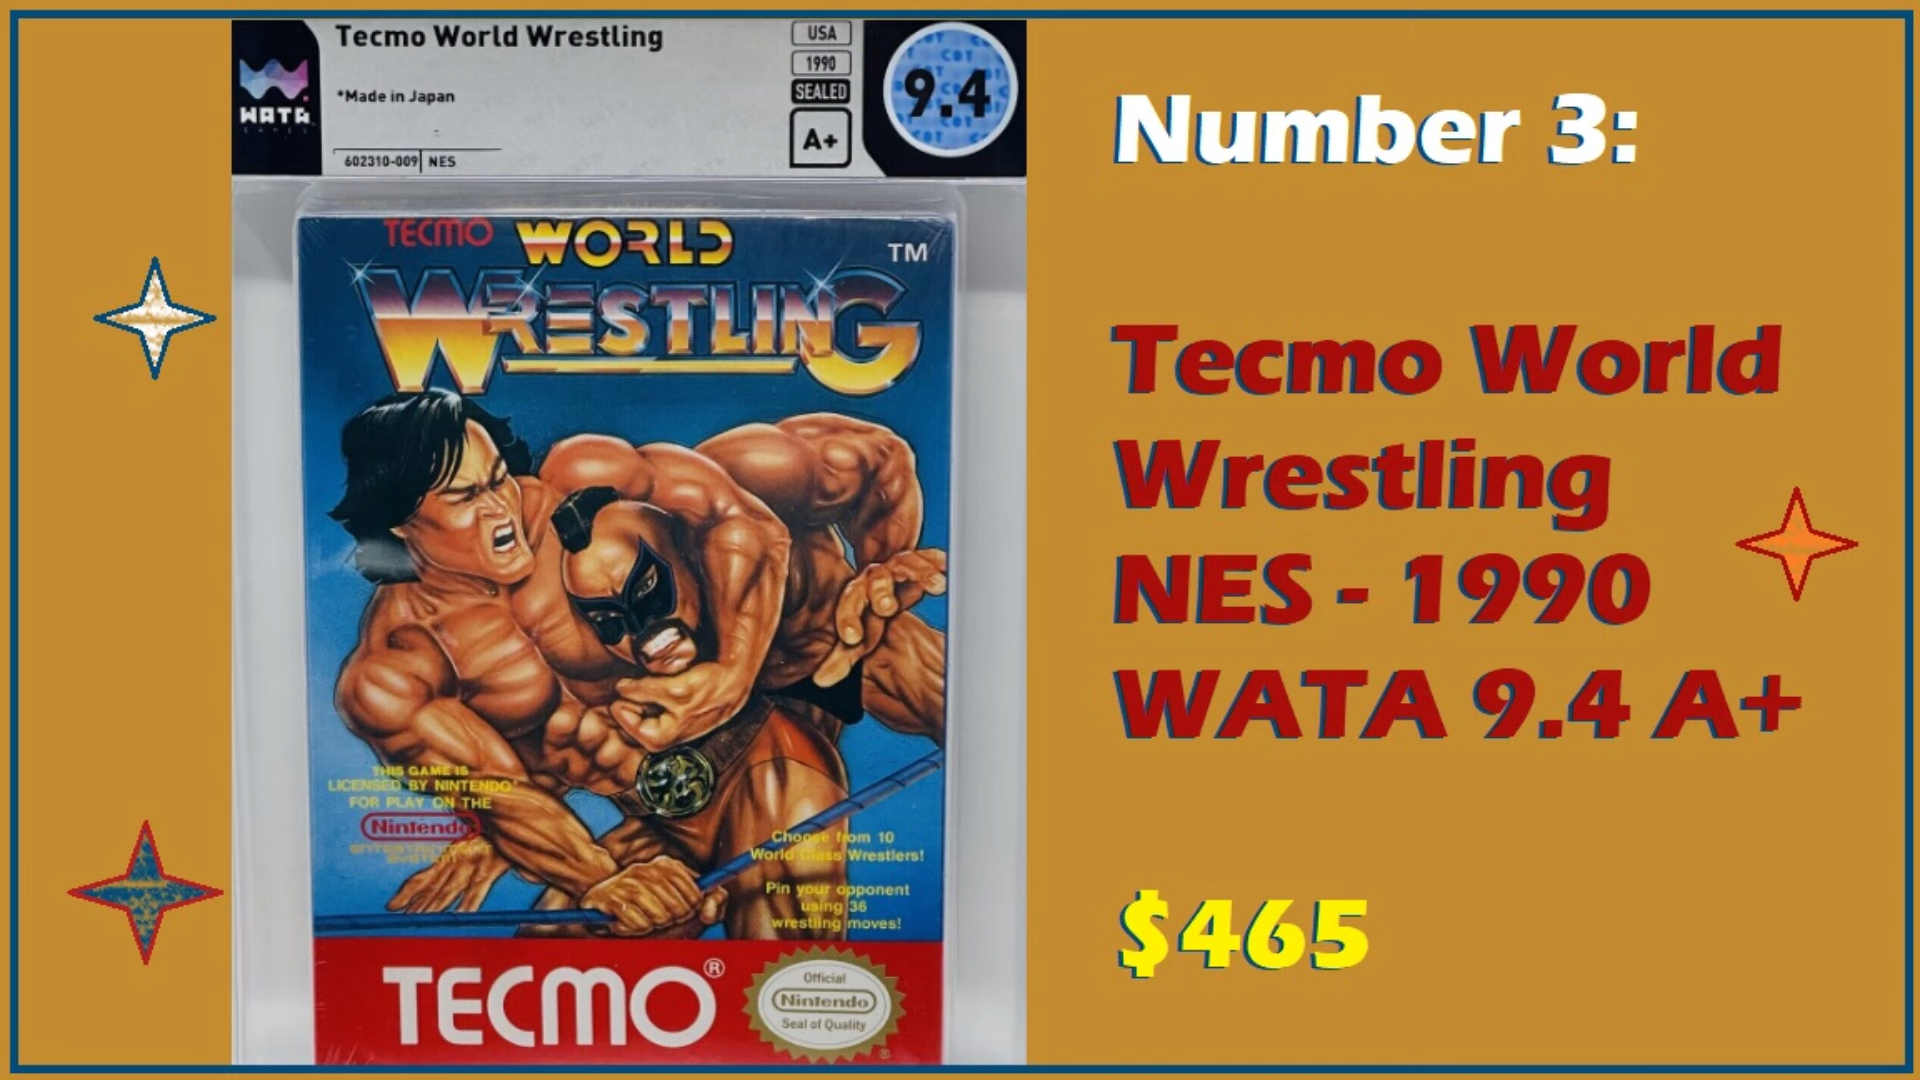 Tecmo World Wrestling
*Made in Japan
602310-009 NES
WATA
GAMES
USA
1990
SEALED
A+
9.4
TECMO WORLD
WRESTLING
TM
THIS GAME IS
LICENSED BY NINTENDO®
FOR PLAY ON THE
Nintendo
ENTERTAINMENT
SYSTEM
Choose from 10
World Class Wrestlers!
Pin your opponent
using 36
wrestling moves!
TECMO®
Official
Nintendo
Seal of Quality
Number 3:
Tecmo World
Wrestling
NES - 1990
WATA 9.4 A+
$465